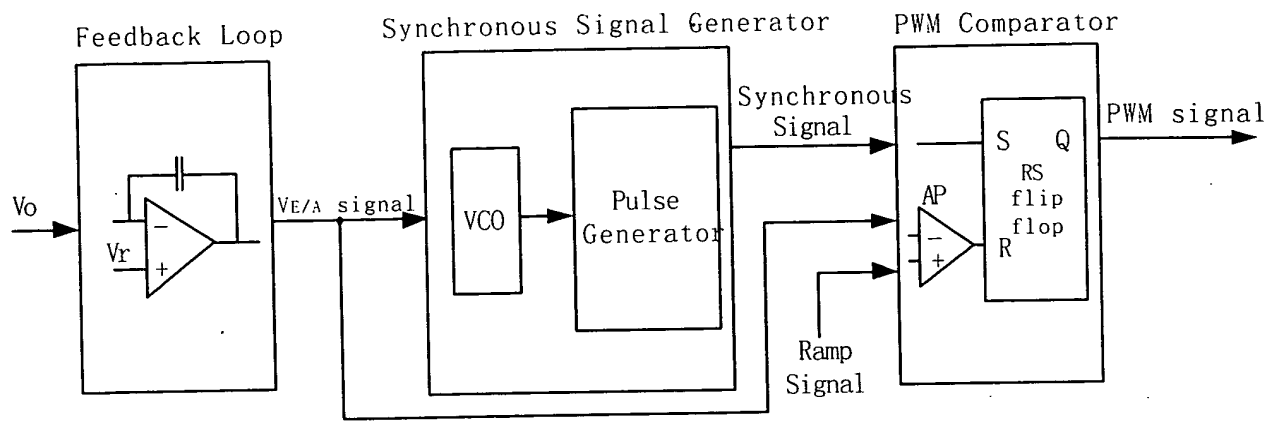 Feedback Loop
Synchronous Signal Generator
PWM Comparator
Vo
Vr
−
+
VE/A signal
VCO
Pulse
Generator
Synchronous
Signal
Ramp
Signal
AP
−
+
S Q
RS
flip
flop
R
PWM signal